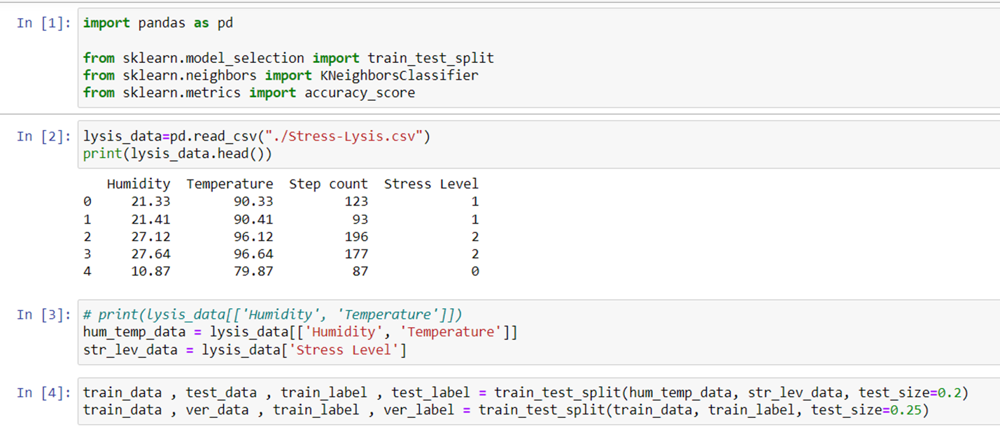 In [1]: import pandas as pd
from sklearn.model_selection import train_test_split
from sklearn.neighbors import KNeighborsClassifier
from sklearn.metrics import accuracy_score
In [2]: lysis_data=pd.read_csv("./Stress-Lysis.csv")
print(lysis_data.head())
Humidity Temperature Step count Stress Level
0 21.33 90.33 123 1
1 21.41 90.41 93 1
2 27.12 96.12 196 2
3 27.64 96.64 177 2
4 10.87 79.87 87 0
In [3]: # print(lysis_data[['Humidity', 'Temperature']])
hum_temp_data = lysis_data[['Humidity', 'Temperature']]
str_lev_data = lysis_data['Stress Level']
In [4]: train_data , test_data , train_label , test_label = train_test_split(hum_temp_data, str_lev_data, test_size=0.2)
train_data , ver_data , train_label , ver_label = train_test_split(train_data, train_label, test_size=0.25)